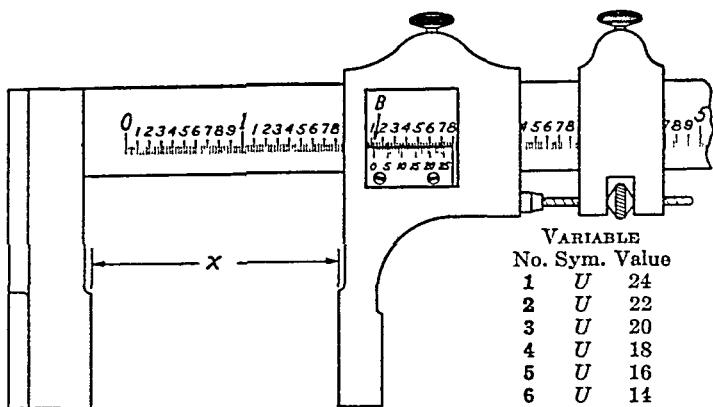 B
0 1 2 3 4 5 6 7 8 9 1 1 2 3 4 5 6 7 8
1 2 3 4 5 6 7 8
4 5 6 7 8
7 8 9 5
0 5 10 15 20 25
x
VARIABLE
No. Sym. Value
1 U 24
2 U 22
3 U 20
4 U 18
5 U 16
6 U 14